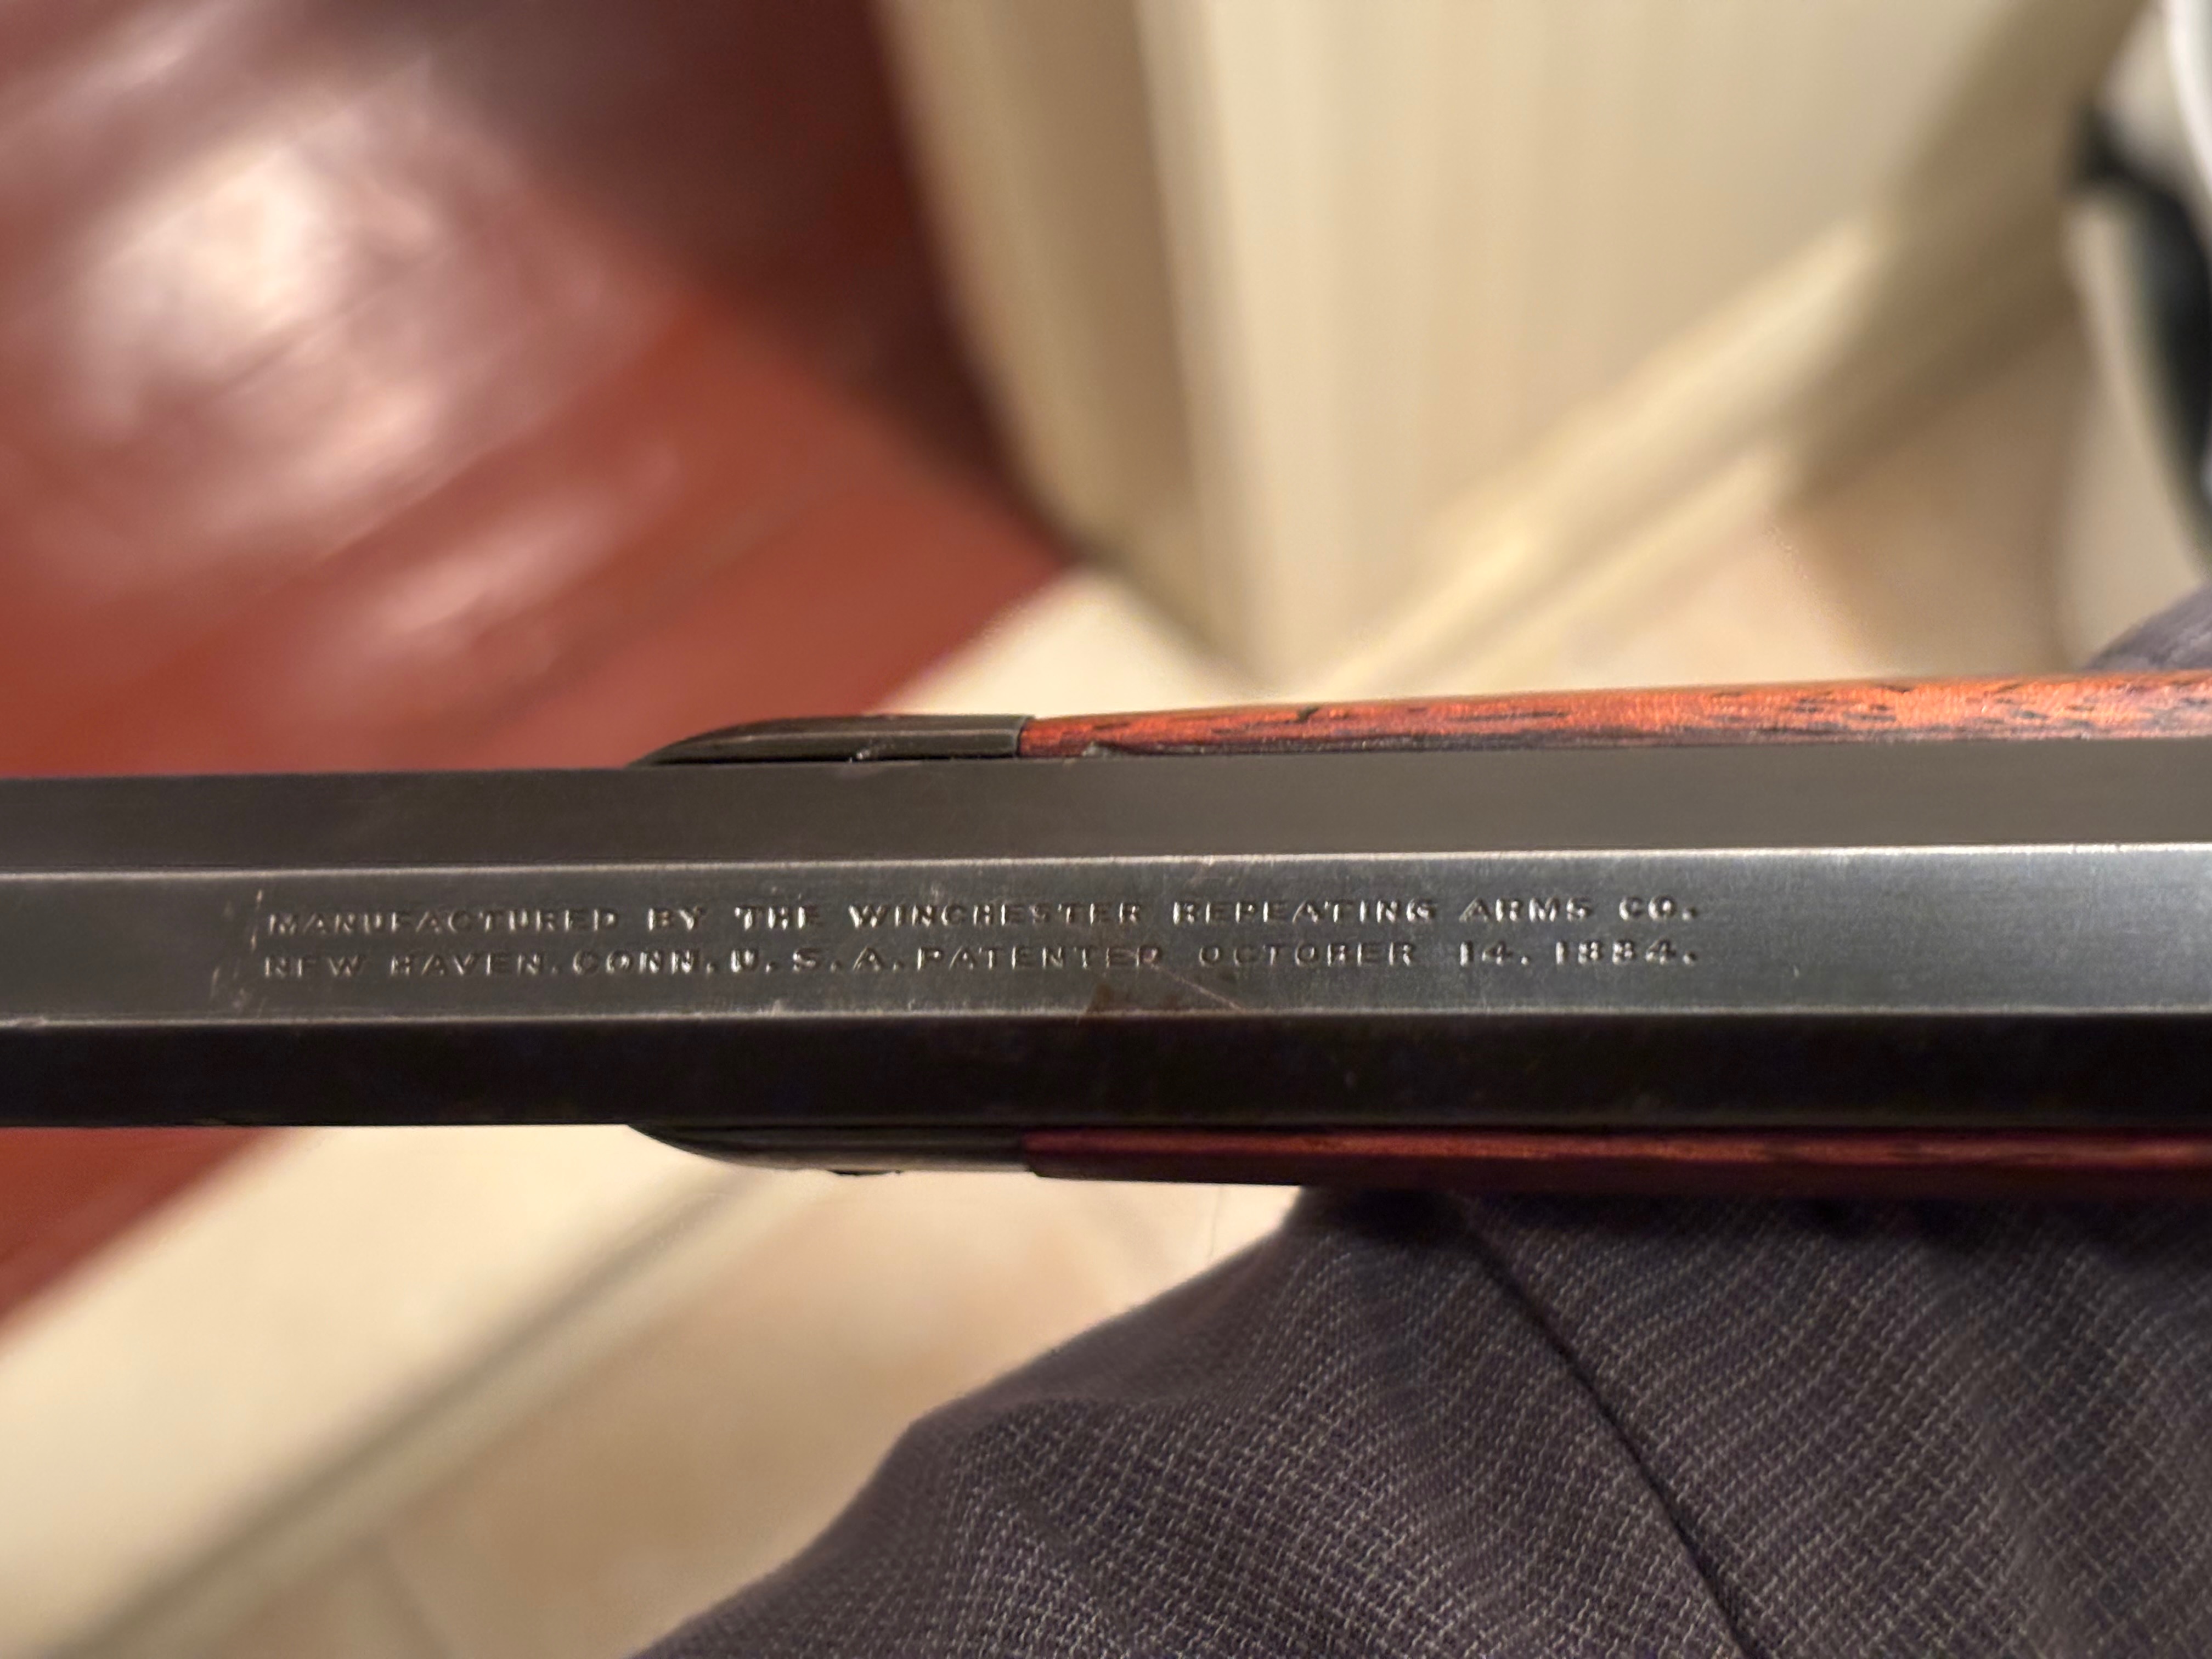 MANUFACTURED BY THE WINCHESTER REPEATING ARMS CO.
NEW HAVEN. CONN. U. S. A. PATENTED OCTOBER 14. 1884.